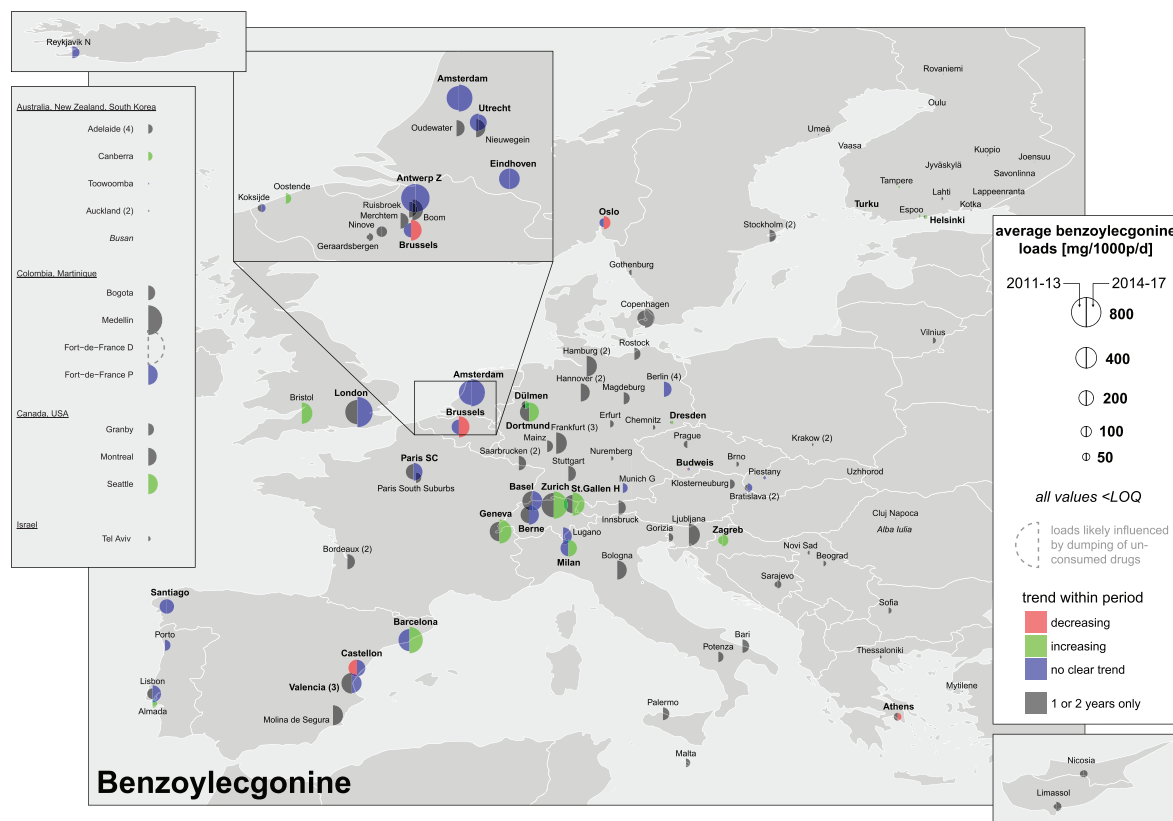 Reykjavik N
Australia, New Zealand, South Korea
Adelaide (4)
Canberra
Toowoomba
Auckland (2)
Busan
Colombia, Martinique
Bogota
Medellin
Fort−de−France D
Fort−de−France P
Canada, USA
Granby
Montreal
Seattle
Israel
Tel Aviv
Amsterdam
Utrecht
Oudewater
Nieuwegein
Eindhoven
Antwerp Z
Oostende
Koksijde
Ruisbroek
Merchtem
Boom
Ninove
Geraardsbergen
Brussels
Rovaniemi
Oulu
Umeå
Vaasa
Kuopio
Joensuu
Jyväskylä
Savonlinna
Tampere
Lahti
Lappeenranta
Turku
Espoo
Kotka
Helsinki
Oslo
Stockholm (2)
Gothenburg
Copenhagen
Vilnius
Rostock
Hamburg (2)
Hannover (2)
Magdeburg
Berlin (4)
Amsterdam
Bristol
London
Brussels
Dülmen
Dortmund
Erfurt
Chemnitz
Dresden
Frankfurt (3)
Mainz
Saarbrucken (2)
Nuremberg
Prague
Krakow (2)
Stuttgart
Budweis
Brno
Piestany
Uzhorod
Paris SC
Paris South Suburbs
Munich G
Klosterneuburg
Bratislava (2)
Basel
Zurich
St.Gallen H
Berne
Geneva
Innsbruck
Lugano
Milan
Gorizia
Ljubljana
Zagreb
Cluj Napoca
Alba Iulia
Bordeaux (2)
Bologna
Novi Sad
Beograd
Sarajevo
Sofia
Santiago
Porto
Barcelona
Castellon
Valencia (3)
Lisbon
Almada
Molina de Segura
Bari
Potenza
Thessaloniki
Mytilene
Palermo
Athens
Malta
Nicosia
Limassol
average benzoylecgonine
loads [mg/1000p/d]
2011-13
2014-17
800
400
200
100
50
all values <LOQ
loads likely influenced
by dumping of un-
consumed drugs
trend within period
decreasing
increasing
no clear trend
1 or 2 years only
Benzoylecgonine